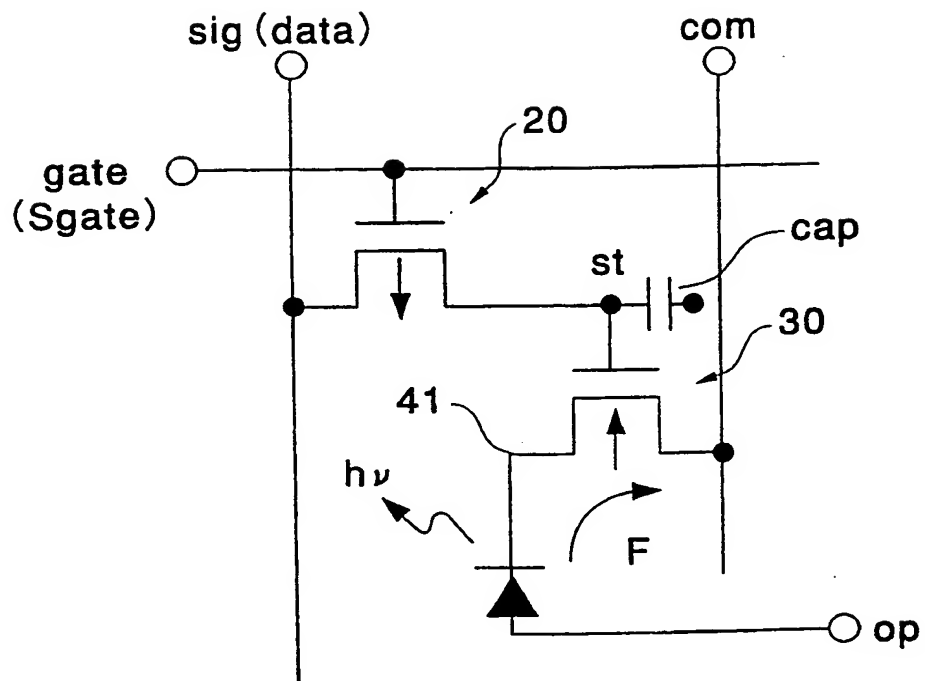 sig (data)
com
20
gate
(Sgate)
cap
st
30
41
hν
F
op